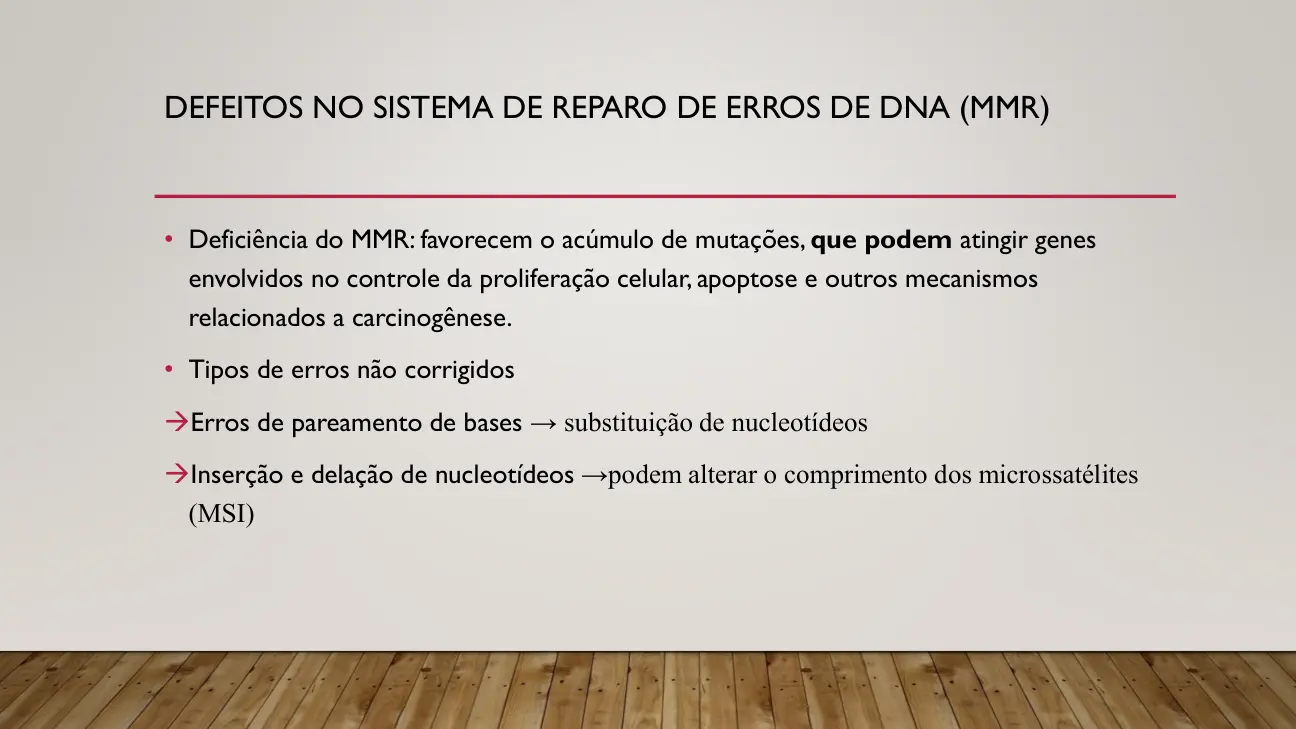 DEFEITOS NO SISTEMA DE REPARO DE ERROS DE DNA (MMR)
• Deficiência do MMR: favorecem o acúmulo de mutações, que podem atingir genes
envolvidos no controle da proliferação celular, apoptose e outros mecanismos
relacionados a carcinogênese.
• Tipos de erros não corrigidos
→Erros de pareamento de bases → substituição de nucleotídeos
→Inserção e delação de nucleotídeos →podem alterar o comprimento dos microssatélites
(MSI)